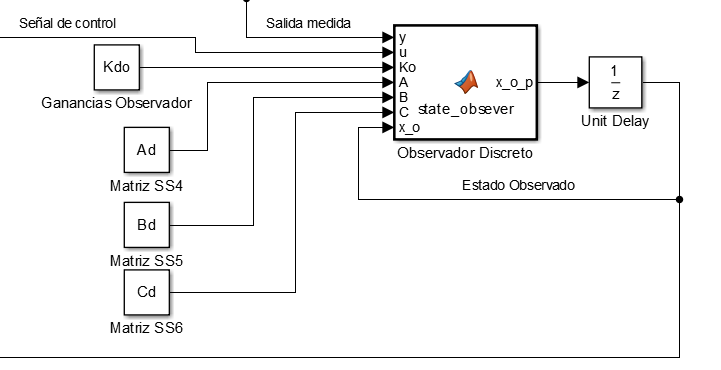 Señal de control
Salida medida
Kdo
Ganancias Observador
Ad
Matriz SS4
Bd
Matriz SS5
Cd
Matriz SS6
y
u
Ko
A
B
C
x_o
x_o_p
state_obsever
Observador Discreto
1
z
Unit Delay
Estado Observado